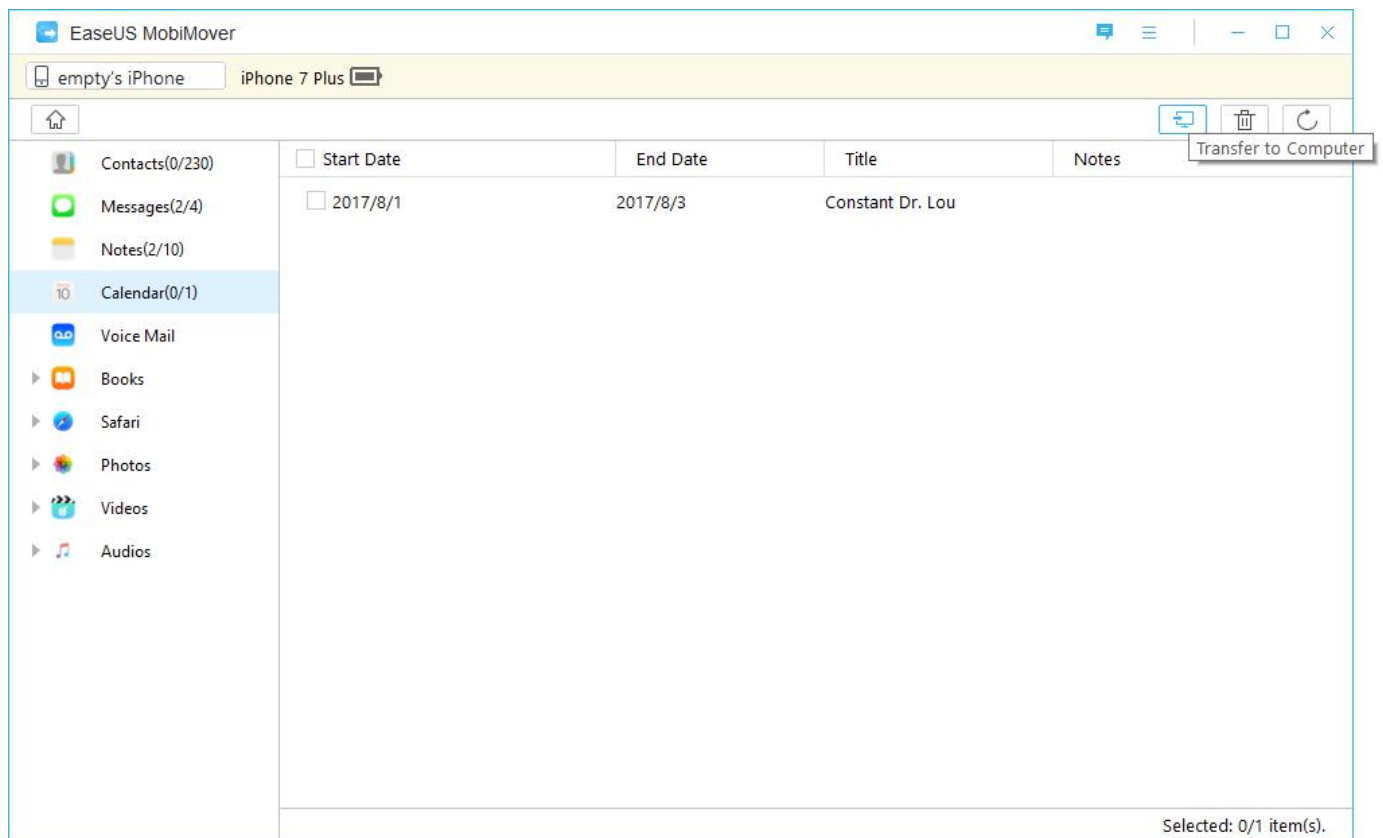 EaseUS MobiMover
empty's iPhone iPhone 7 Plus
Transfer to Computer
Contacts(0/230)
Messages(2/4)
Notes(2/10)
10 Calendar(0/1)
Voice Mail
Books
Safari
Photos
Videos
Audios
Start Date End Date Title Notes
2017/8/1 2017/8/3 Constant Dr. Lou
Selected: 0/1 item(s).